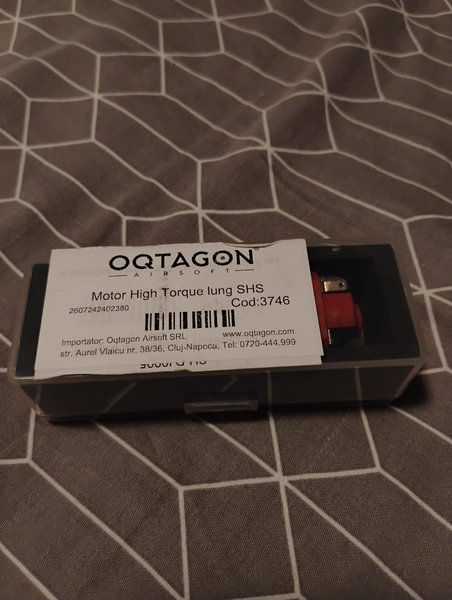 OQTAGON
AIRSOFT
Motor High Torque lung SHS
2607242402380
Cod:3746
Importator: Oqtagon Airsoft SRL
www.oqtagon.com
str, Aurel Vlaicu nr, 38/36, Cluj-Napoca, Tel: 0720-444,999